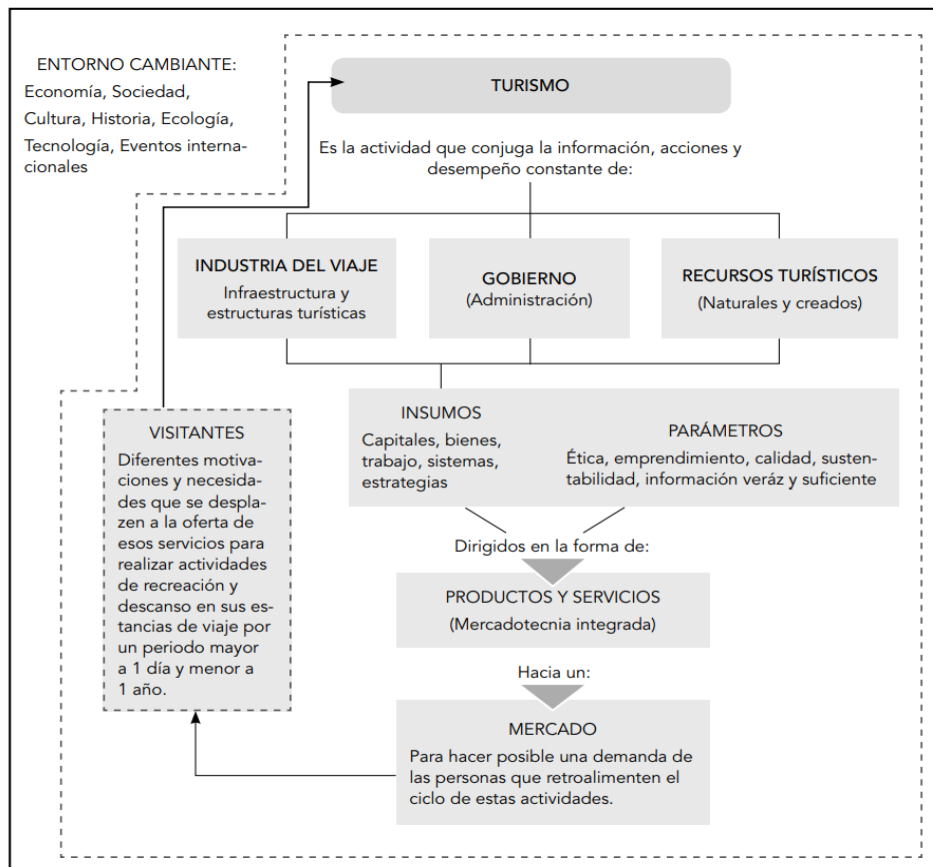 ENTORNO CAMBIANTE:
Economía, Sociedad,
Cultura, Historia, Ecología,
Tecnología, Eventos interna-
cionales
TURISMO
Es la actividad que conjuga la información, acciones y
desempeño constante de:
INDUSTRIA DEL VIAJE
Infraestructura y
estructuras turísticas
GOBIERNO
(Administración)
RECURSOS TURÍSTICOS
(Naturales y creados)
INSUMOS
Capitales, bienes,
trabajo, sistemas,
estrategias
PARÁMETROS
Ética, emprendimiento, calidad, susten-
tabilidad, información veráz y suficiente
Dirigidos en la forma de:
PRODUCTOS Y SERVICIOS
(Mercadotecnia integrada)
Hacia un:
MERCADO
Para hacer posible una demanda de
las personas que retroalimenten el
ciclo de estas actividades.
VISITANTES
Diferentes motiva-
ciones y necesida-
des que se despla-
zen a la oferta de
esos servicios para
realizar actividades
de recreación y
descanso en sus es-
tancias de viaje por
un periodo mayor
a 1 día y menor a
1 año.